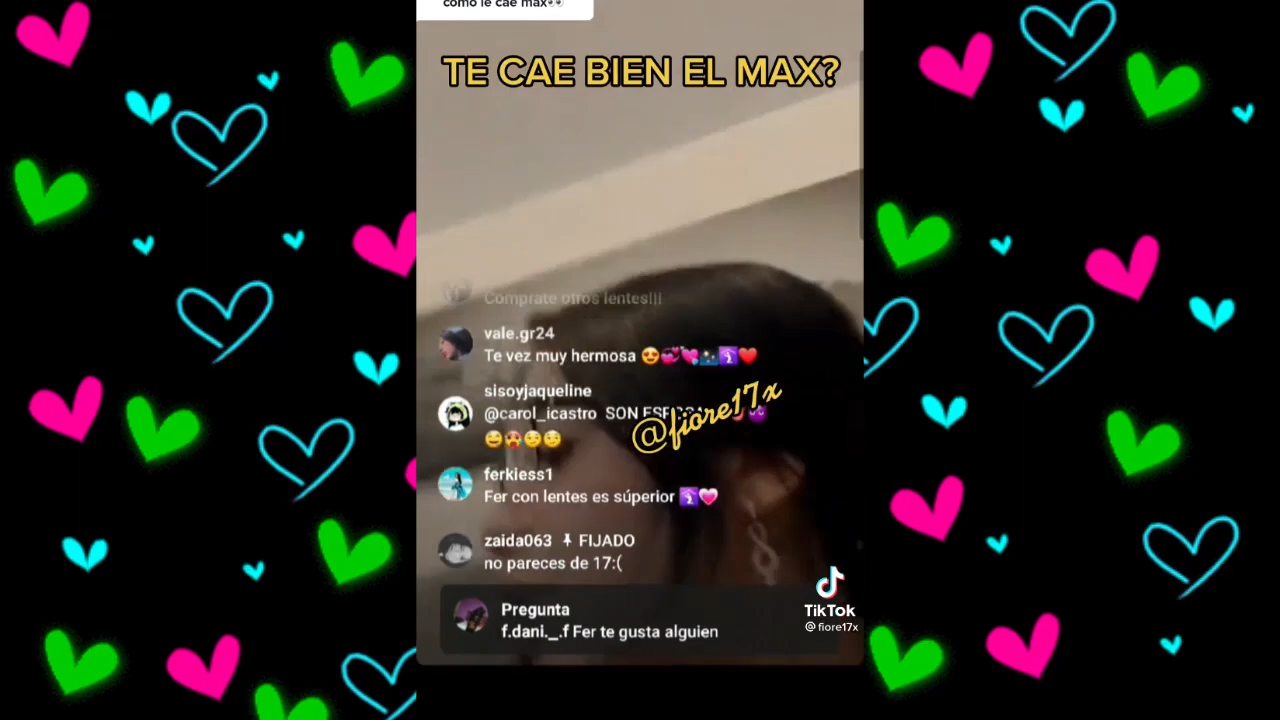 como le cae max👀
TE CAE BIEN EL MAX?
Comprate otros lentes!!!
vale.gr24
Te vez muy hermosa 😍💞💘🌃🛐❤️
sisoyjaqueline
@carol_icastro SON
@fiore17x
😅🥵😒😒
ferkiess1
Fer con lentes es súperior 🛐💗
zaida063 📌 FIJADO
no pareces de 17:(
Pregunta
f.dani._.f Fer te gusta alguien
TikTok
@fiore17x